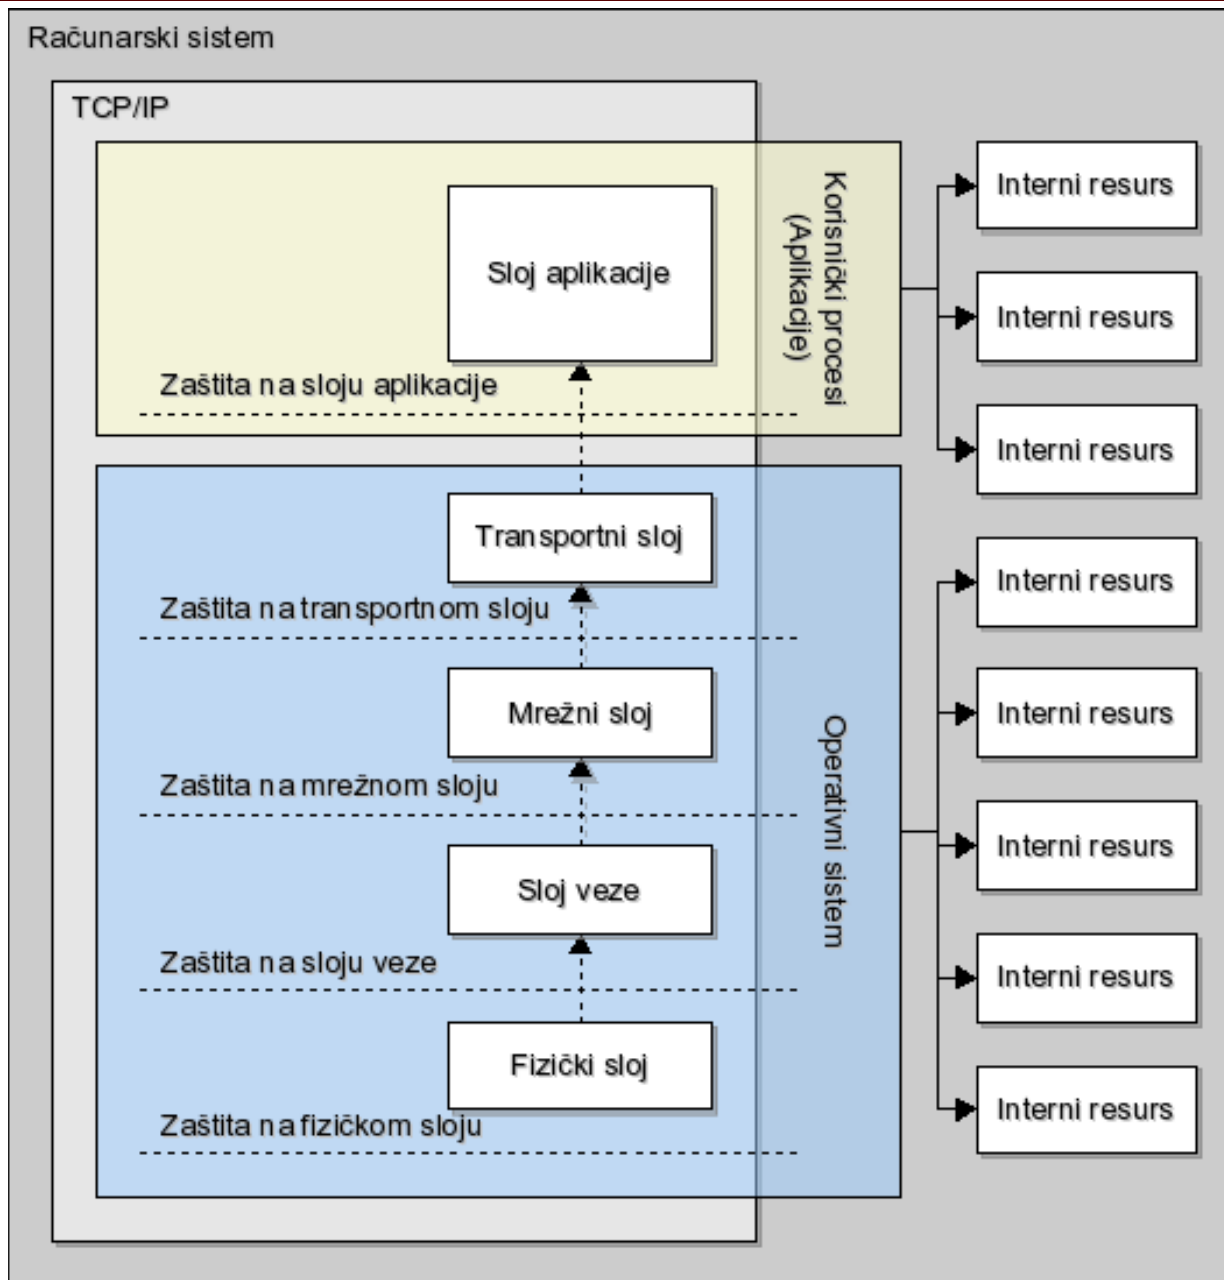 Računarski sistem
TCP/IP
Sloj aplikacije
Korisnički procesi
(Aplikacije)
Zaštita na sloju aplikacije
Transportni sloj
Zaštita na transportnom sloju
Mrežni sloj
Zaštita na mrežnom sloju
Sloj veze
Zaštita na sloju veze
Fizički sloj
Zaštita na fizičkom sloju
Operativni sistem
Interni resurs
Interni resurs
Interni resurs
Interni resurs
Interni resurs
Interni resurs
Interni resurs
Interni resurs